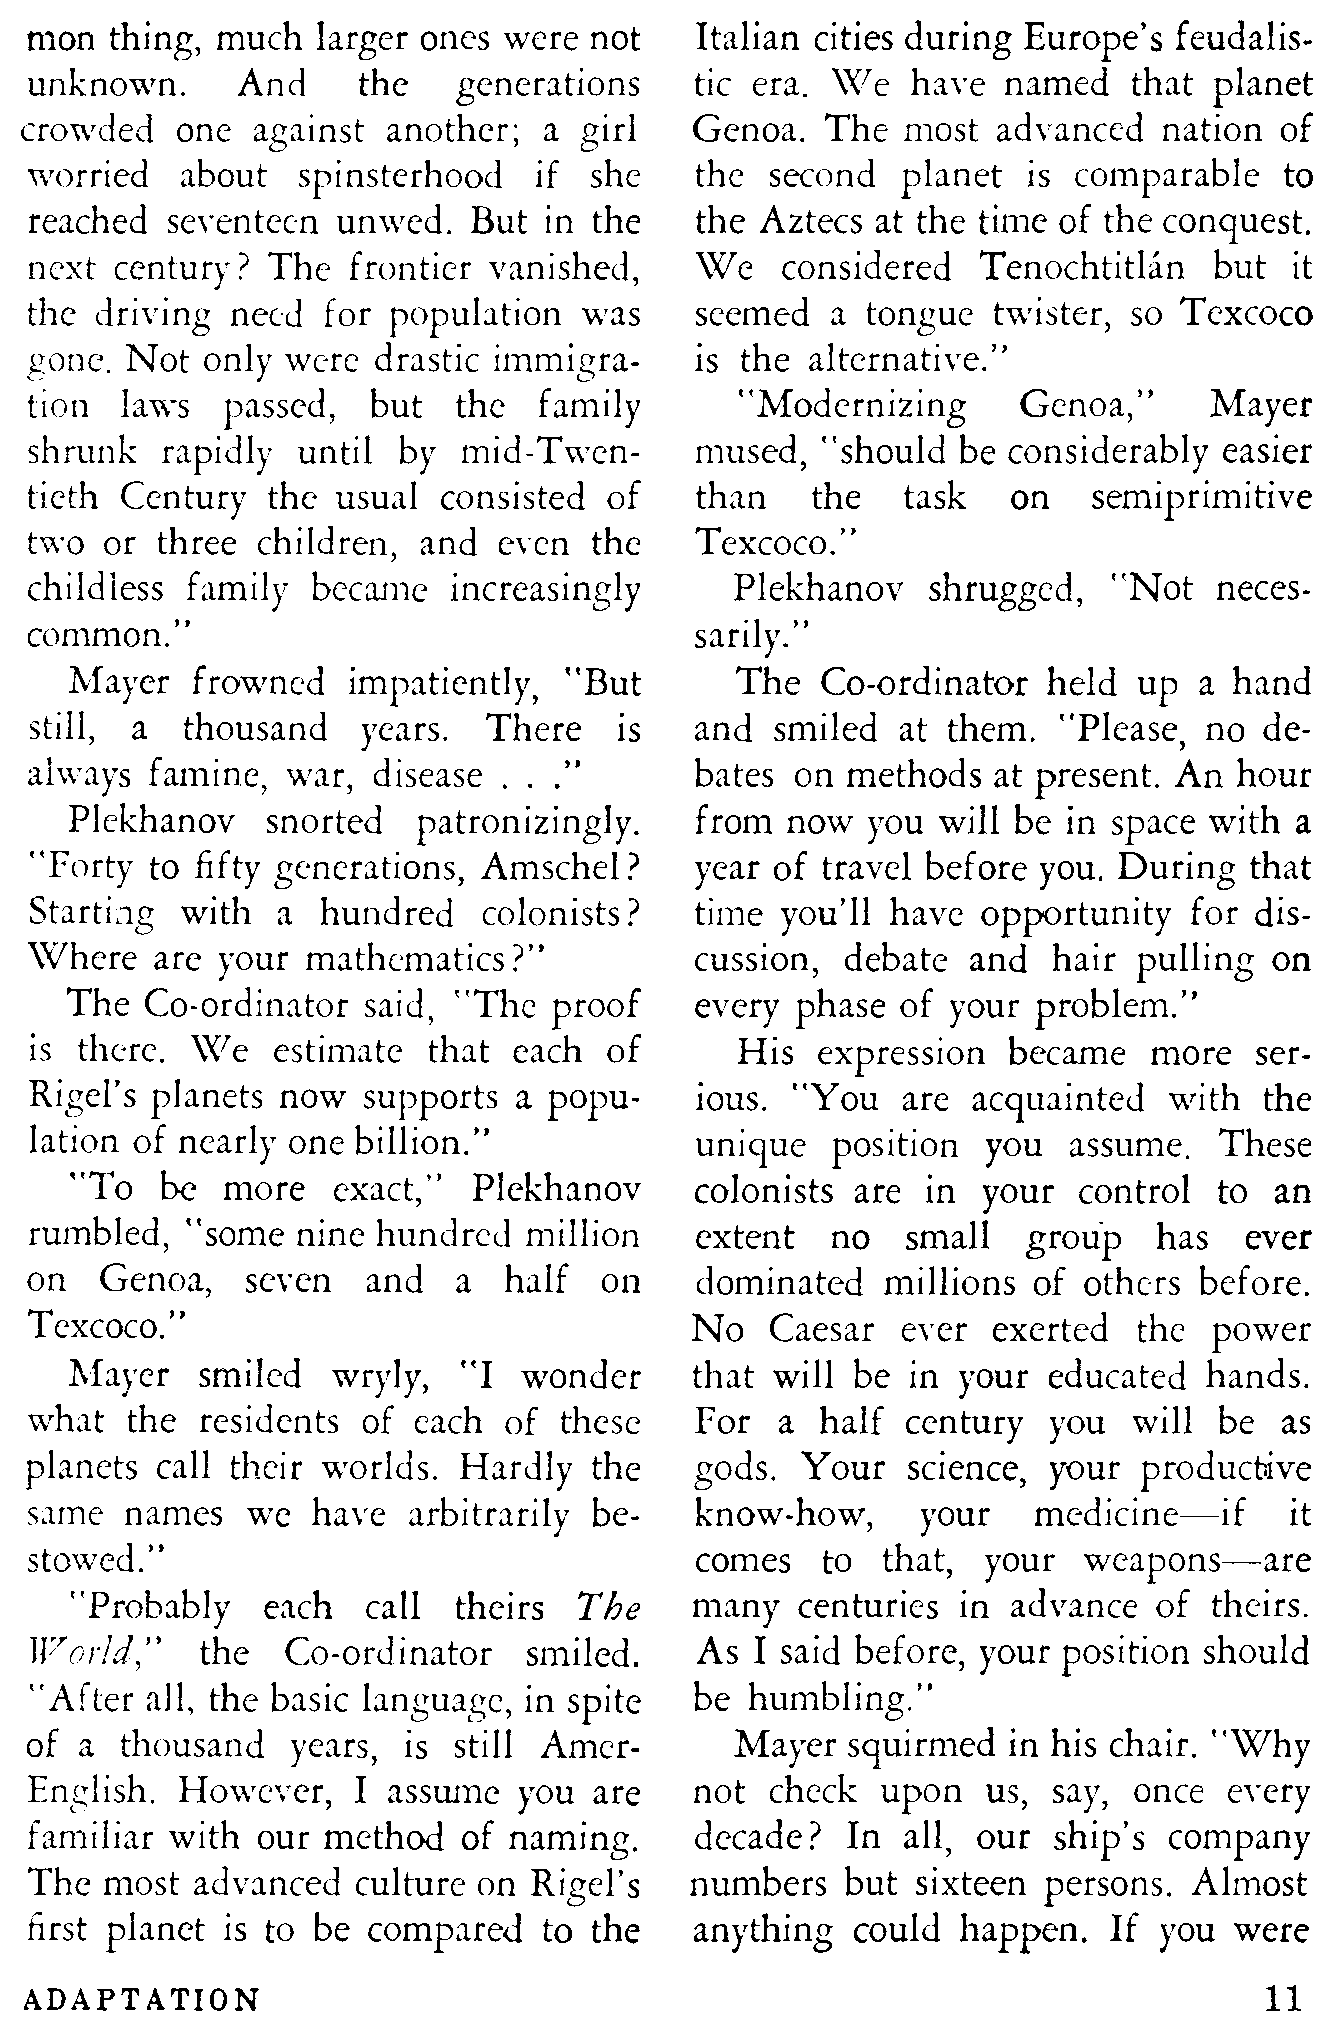 mon thing, much larger ones were not
unknown. And the generations
crowded one against another; a girl
worried about spinsterhood if she
reached seventeen unwed. But in the
next century? The frontier vanished,
the driving need for population was
gone. Not only were drastic immigra-
tion laws passed, but the family
shrunk rapidly until by mid-Twen-
tieth Century the usual consisted of
two or three children, and even the
childless family became increasingly
common."
Mayer frowned impatiently, "But
still, a thousand years. There is
always famine, war, disease . . ."
Plekhanov snorted patronizingly.
"Forty to fifty generations, Amschel?
Starting with a hundred colonists?
Where are your mathematics?"
The Co-ordinator said, "The proof
is there. We estimate that each of
Rigel's planets now supports a popu-
lation of nearly one billion."
"To be more exact," Plekhanov
rumbled, "some nine hundred million
on Genoa, seven and a half on
Texcoco."
Mayer smiled wryly, "I wonder
what the residents of each of these
planets call their worlds. Hardly the
same names we have arbitrarily be-
stowed."
"Probably each call theirs The
World," the Co-ordinator smiled.
"After all, the basic language, in spite
of a thousand years, is still Amer-
English. However, I assume you are
familiar with our method of naming.
The most advanced culture on Rigel's
first planet is to be compared to the
Italian cities during Europe's feudalis-
tic era. We have named that planet
Genoa. The most advanced nation of
the second planet is comparable to
the Aztecs at the time of the conquest.
We considered Tenochtitlán but it
seemed a tongue twister, so Texcoco
is the alternative."
"Modernizing Genoa," Mayer
mused, "should be considerably easier
than the task on semiprimitive
Texcoco."
Plekhanov shrugged, "Not neces-
sarily."
The Co-ordinator held up a hand
and smiled at them. "Please, no de-
bates on methods at present. An hour
from now you will be in space with a
year of travel before you. During that
time you'll have opportunity for dis-
cussion, debate and hair pulling on
every phase of your problem."
His expression became more ser-
ious. "You are acquainted with the
unique position you assume. These
colonists are in your control to an
extent no small group has ever
dominated millions of others before.
No Caesar ever exerted the power
that will be in your educated hands.
For a half century you will be as
gods. Your science, your productive
know-how, your medicine—if it
comes to that, your weapons—are
many centuries in advance of theirs.
As I said before, your position should
be humbling."
Mayer squirmed in his chair. "Why
not check upon us, say, once every
decade? In all, our ship's company
numbers but sixteen persons. Almost
anything could happen. If you were
ADAPTATION
11